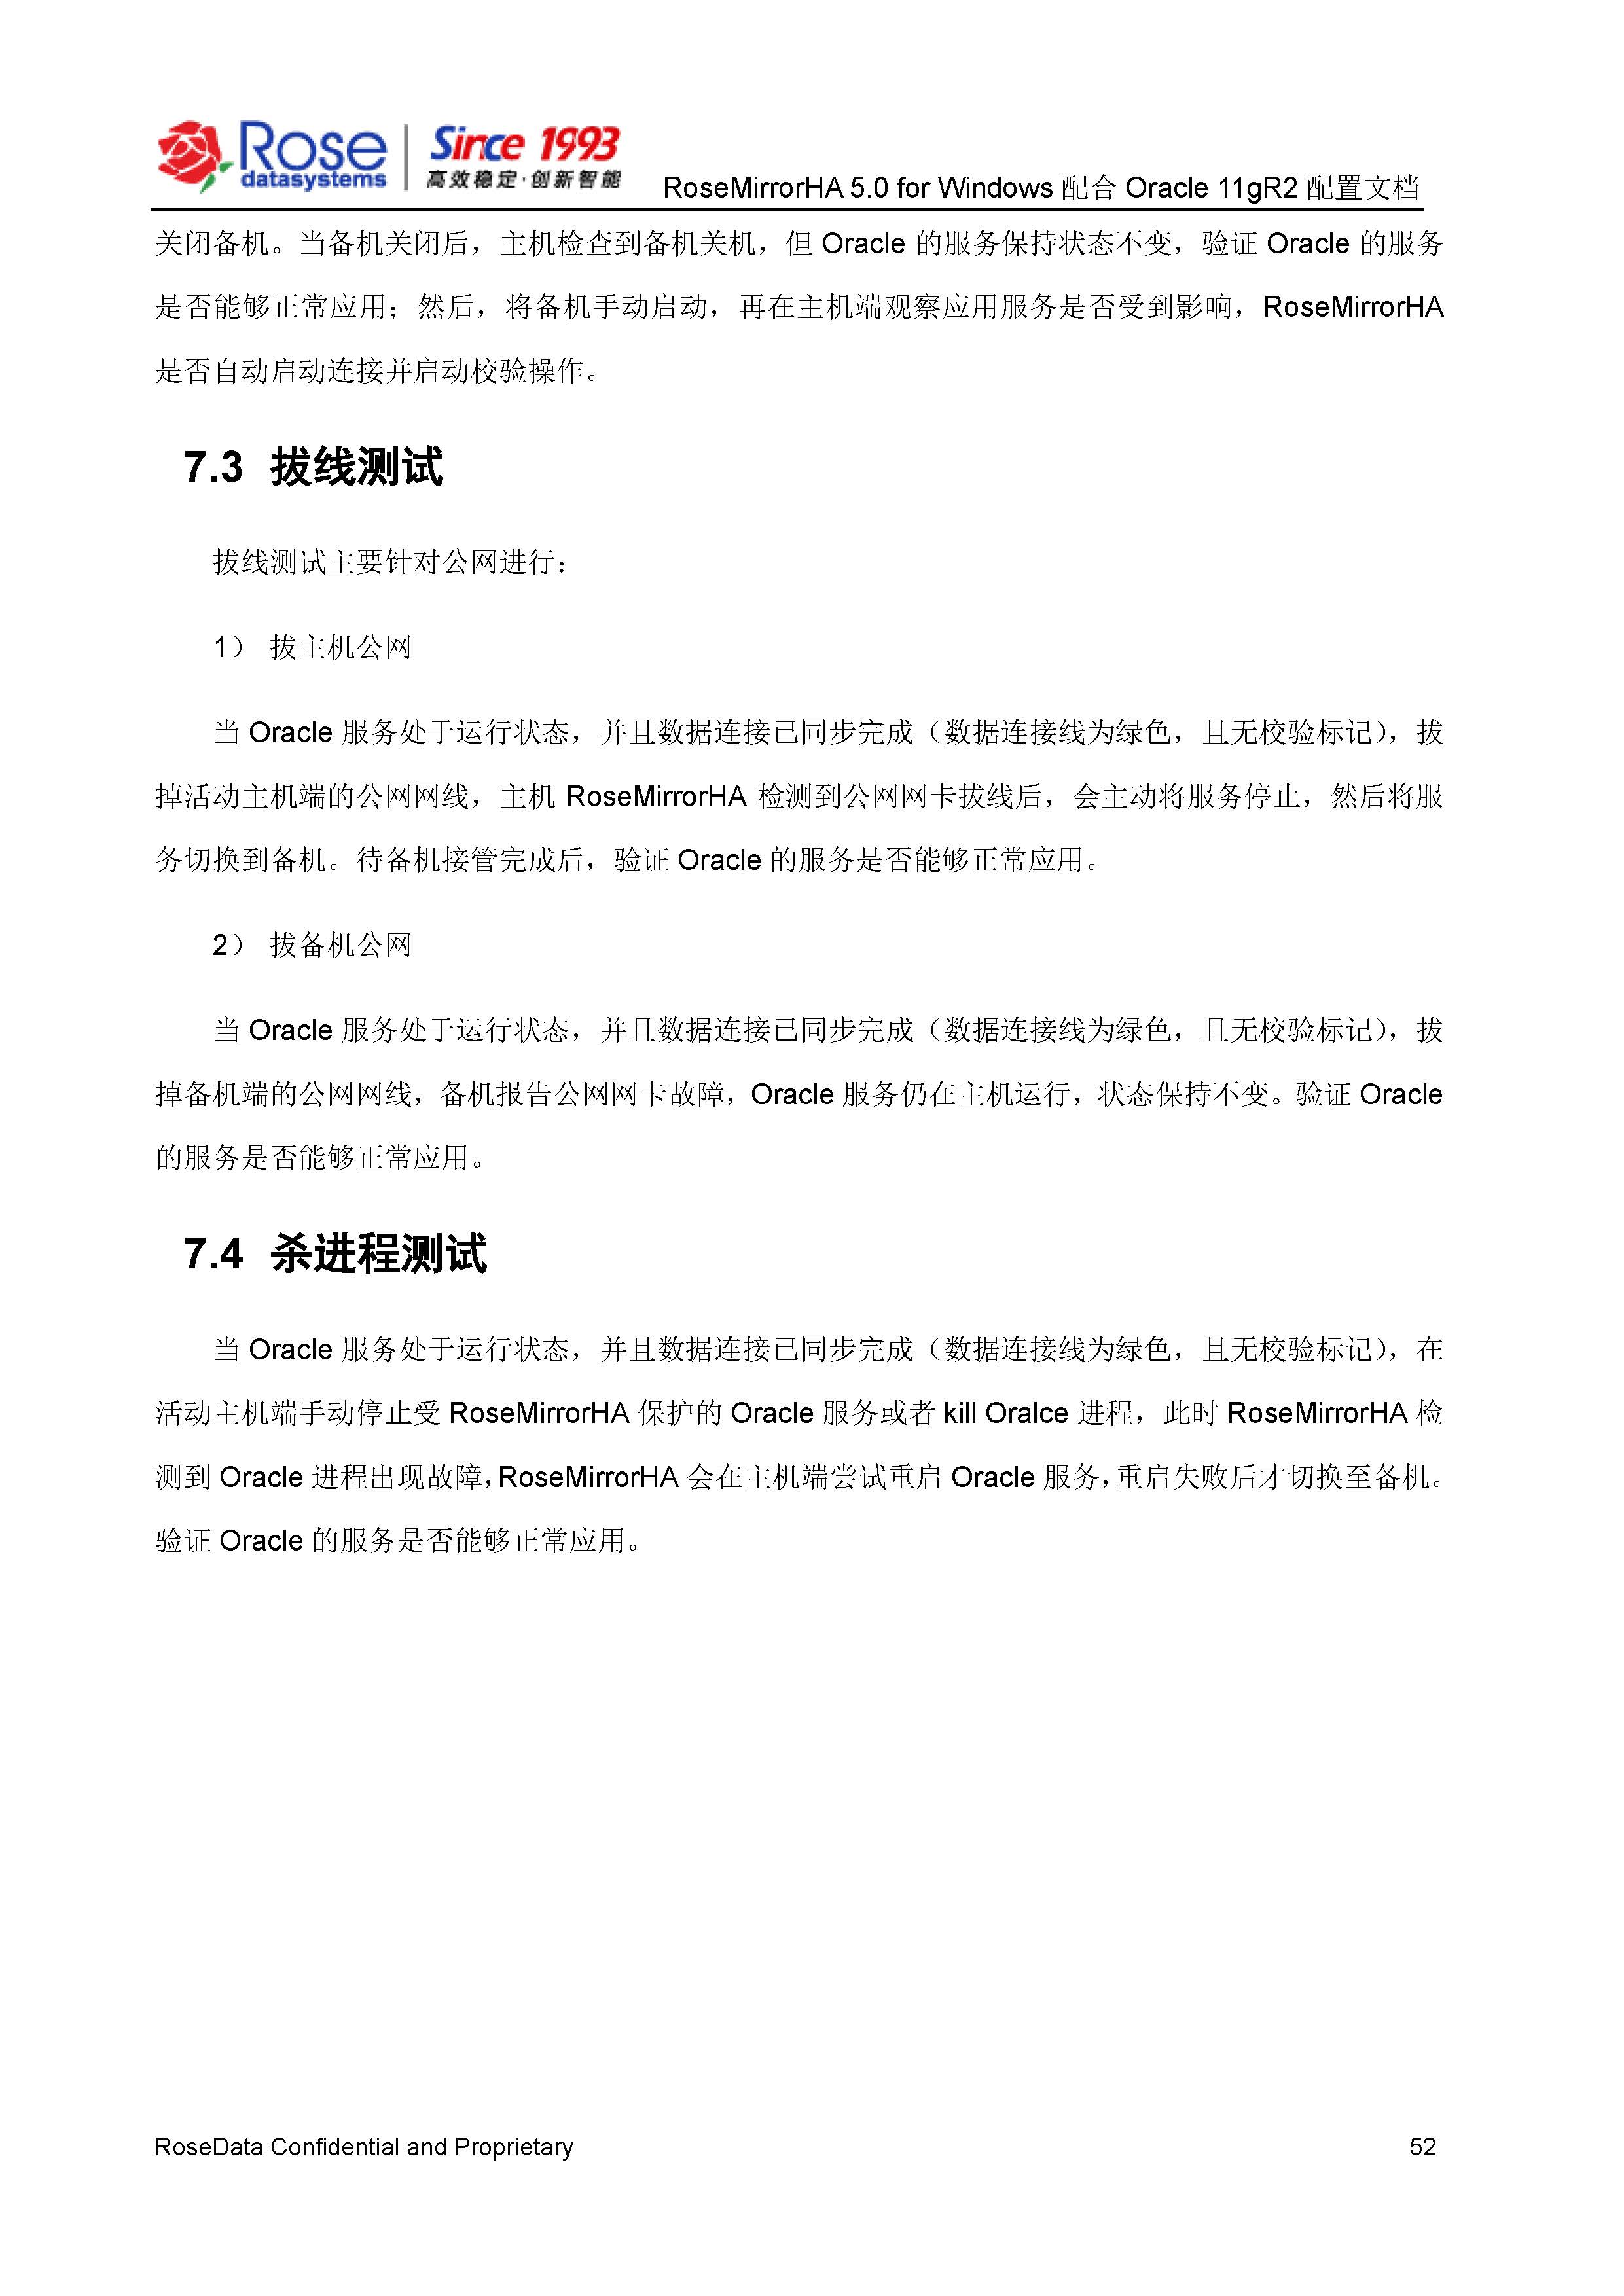 Rose
datasystems
Since 1993
高效稳定·创新智能
RoseMirrorHA 5.0 for Windows 配合 Oracle 11gR2 配置文档
关闭备机。当备机关闭后，主机检查到备机关机，但 Oracle 的服务保持状态不变，验证 Oracle 的服务
是否能够正常应用；然后，将备机手动启动，再在主机端观察应用服务是否受到影响，RoseMirrorHA
是否自动启动连接并启动校验操作。
7.3 拔线测试
拔线测试主要针对公网进行：
1） 拔主机公网
当 Oracle 服务处于运行状态，并且数据连接已同步完成（数据连接线为绿色，且无校验标记），拔
掉活动主机端的公网网线，主机 RoseMirrorHA 检测到公网网卡拔线后，会主动将服务停止，然后将服
务切换到备机。待备机接管完成后，验证 Oracle 的服务是否能够正常应用。
2） 拔备机公网
当 Oracle 服务处于运行状态，并且数据连接已同步完成（数据连接线为绿色，且无校验标记），拔
掉备机端的公网网线，备机报告公网网卡故障，Oracle 服务仍在主机运行，状态保持不变。验证 Oracle
的服务是否能够正常应用。
7.4 杀进程测试
当 Oracle 服务处于运行状态，并且数据连接已同步完成（数据连接线为绿色，且无校验标记），在
活动主机端手动停止受 RoseMirrorHA 保护的 Oracle 服务或者 kill Oralce 进程，此时 RoseMirrorHA 检
测到 Oracle 进程出现故障，RoseMirrorHA 会在主机端尝试重启 Oracle 服务，重启失败后才切换至备机。
验证 Oracle 的服务是否能够正常应用。
RoseData Confidential and Proprietary 52